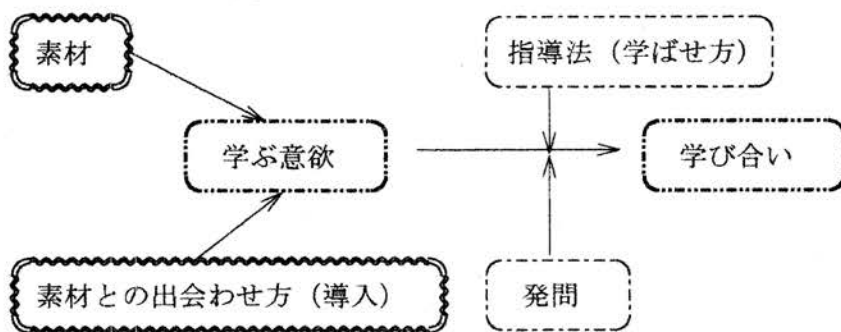 素材
指導法（学ばせ方）
学ぶ意欲
学び合い
素材との出会わせ方（導入）
発問